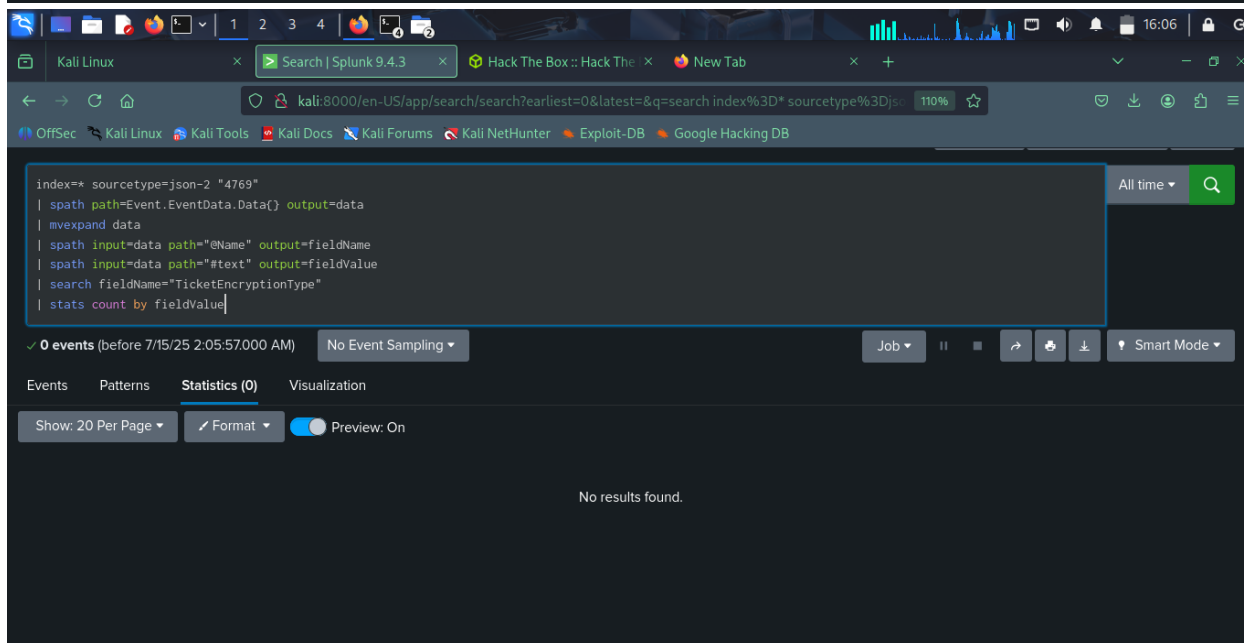 1 2 3 4 4 2 16:06
Kali Linux Search | Splunk 9.4.3 Hack The Box :: Hack The New Tab
kali:8000/en-US/app/search/search?earliest=0&latest=&q=search index%3D* sourcetype%3Djso 110%
OffSec Kali Linux Kali Tools Kali Docs Kali Forums Kali NetHunter Exploit-DB Google Hacking DB
index=* sourcetype=json-2 "4769" All time
| spath path=Event.EventData.Data{} output=data
| mvexpand data
| spath input=data path="@Name" output=fieldName
| spath input=data path="#text" output=fieldValue
| search fieldName="TicketEncryptionType"
| stats count by fieldValue
0 events (before 7/15/25 2:05:57.000 AM) No Event Sampling Job Smart Mode
Events Patterns Statistics (0) Visualization
Show: 20 Per Page Format Preview: On
No results found.